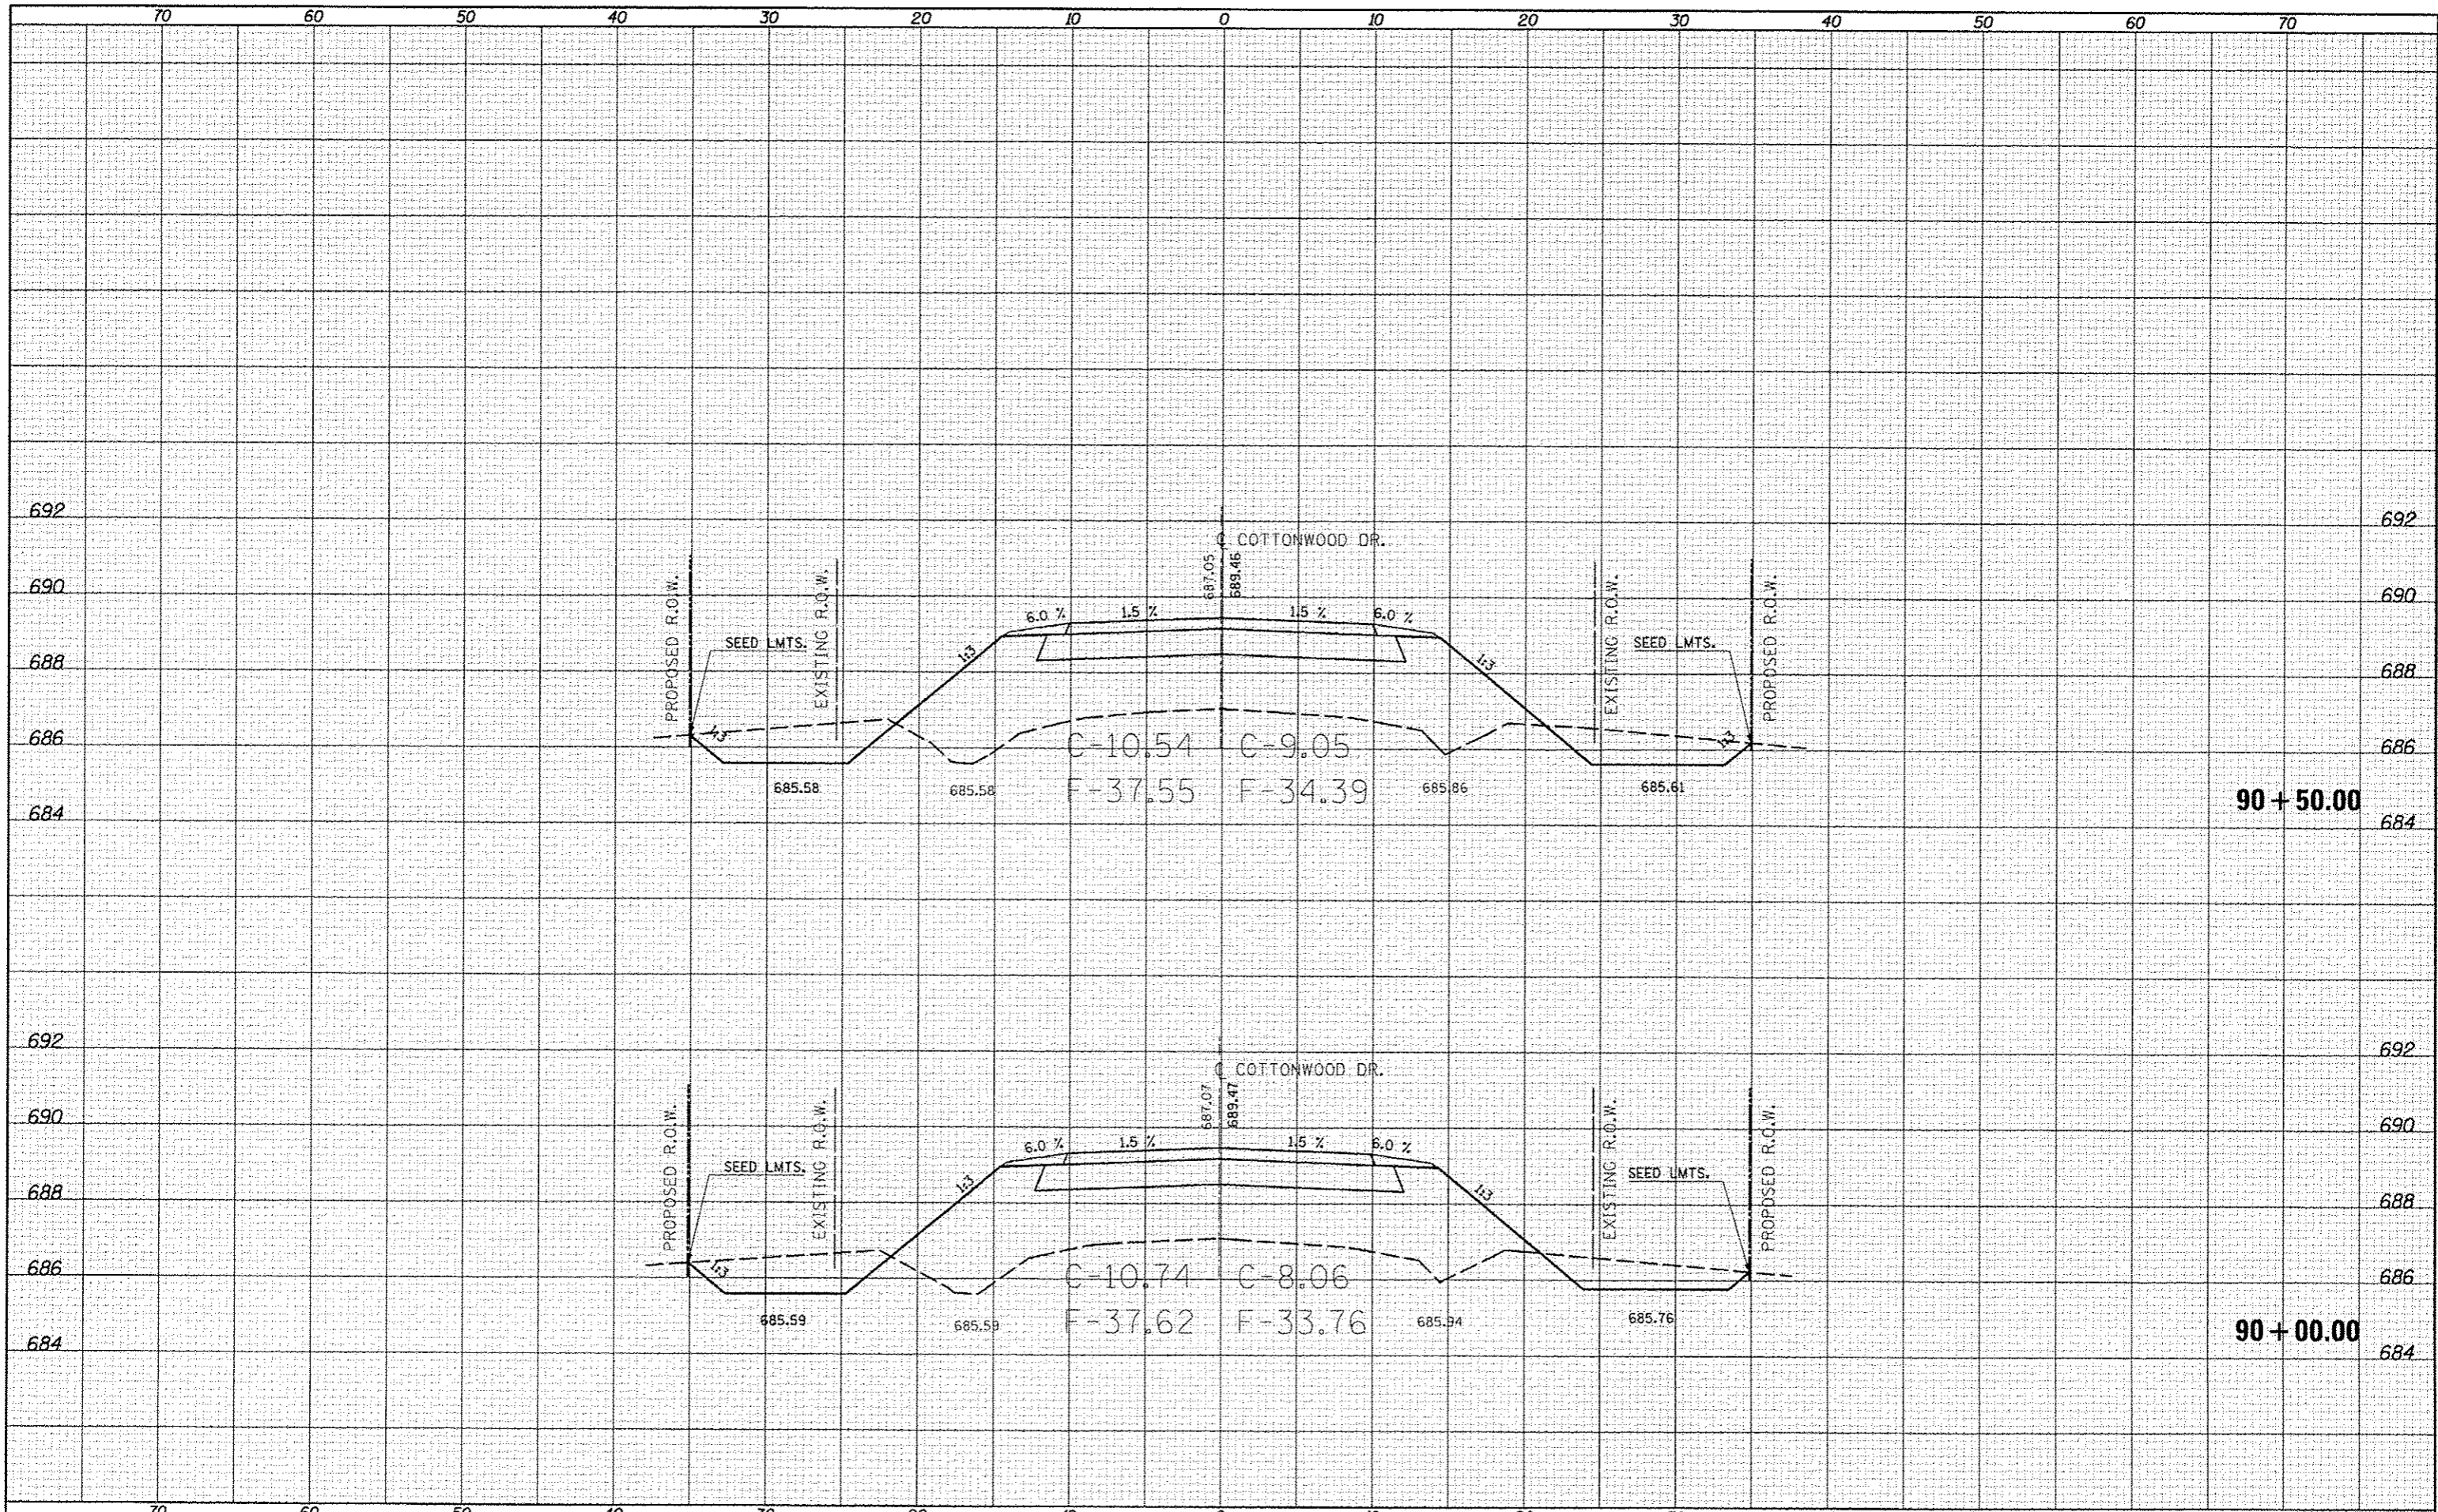 70 60 50 40 30 20 10 0 10 20 30 40 50 60 70
692 692
℄ COTTONWOOD DR.
687.05
689.46
PROPOSED R.O.W.
EXISTING R.O.W.
EXISTING R.O.W.
PROPOSED R.O.W.
690 690
6.0 % 1.5 % 1.5 % 6.0 %
SEED LMTS. SEED LMTS.
1:3 1:3
688 688
1:3 1:3
686 C-10.54 C-9.05 686
685.58 685.58 F-37.55 F-34.39 685.86 685.61
90 + 50.00
684 684
692 692
℄ COTTONWOOD DR.
687.07
689.47
PROPOSED R.O.W.
EXISTING R.O.W.
EXISTING R.O.W.
PROPOSED R.O.W.
690 690
6.0 % 1.5 % 1.5 % 6.0 %
SEED LMTS. SEED LMTS.
1:3 1:3
688 688
1:3
686 C-10.74 C-8.06 686
685.59 685.59 F-37.62 F-33.76 685.94 685.76
90 + 00.00
684 684